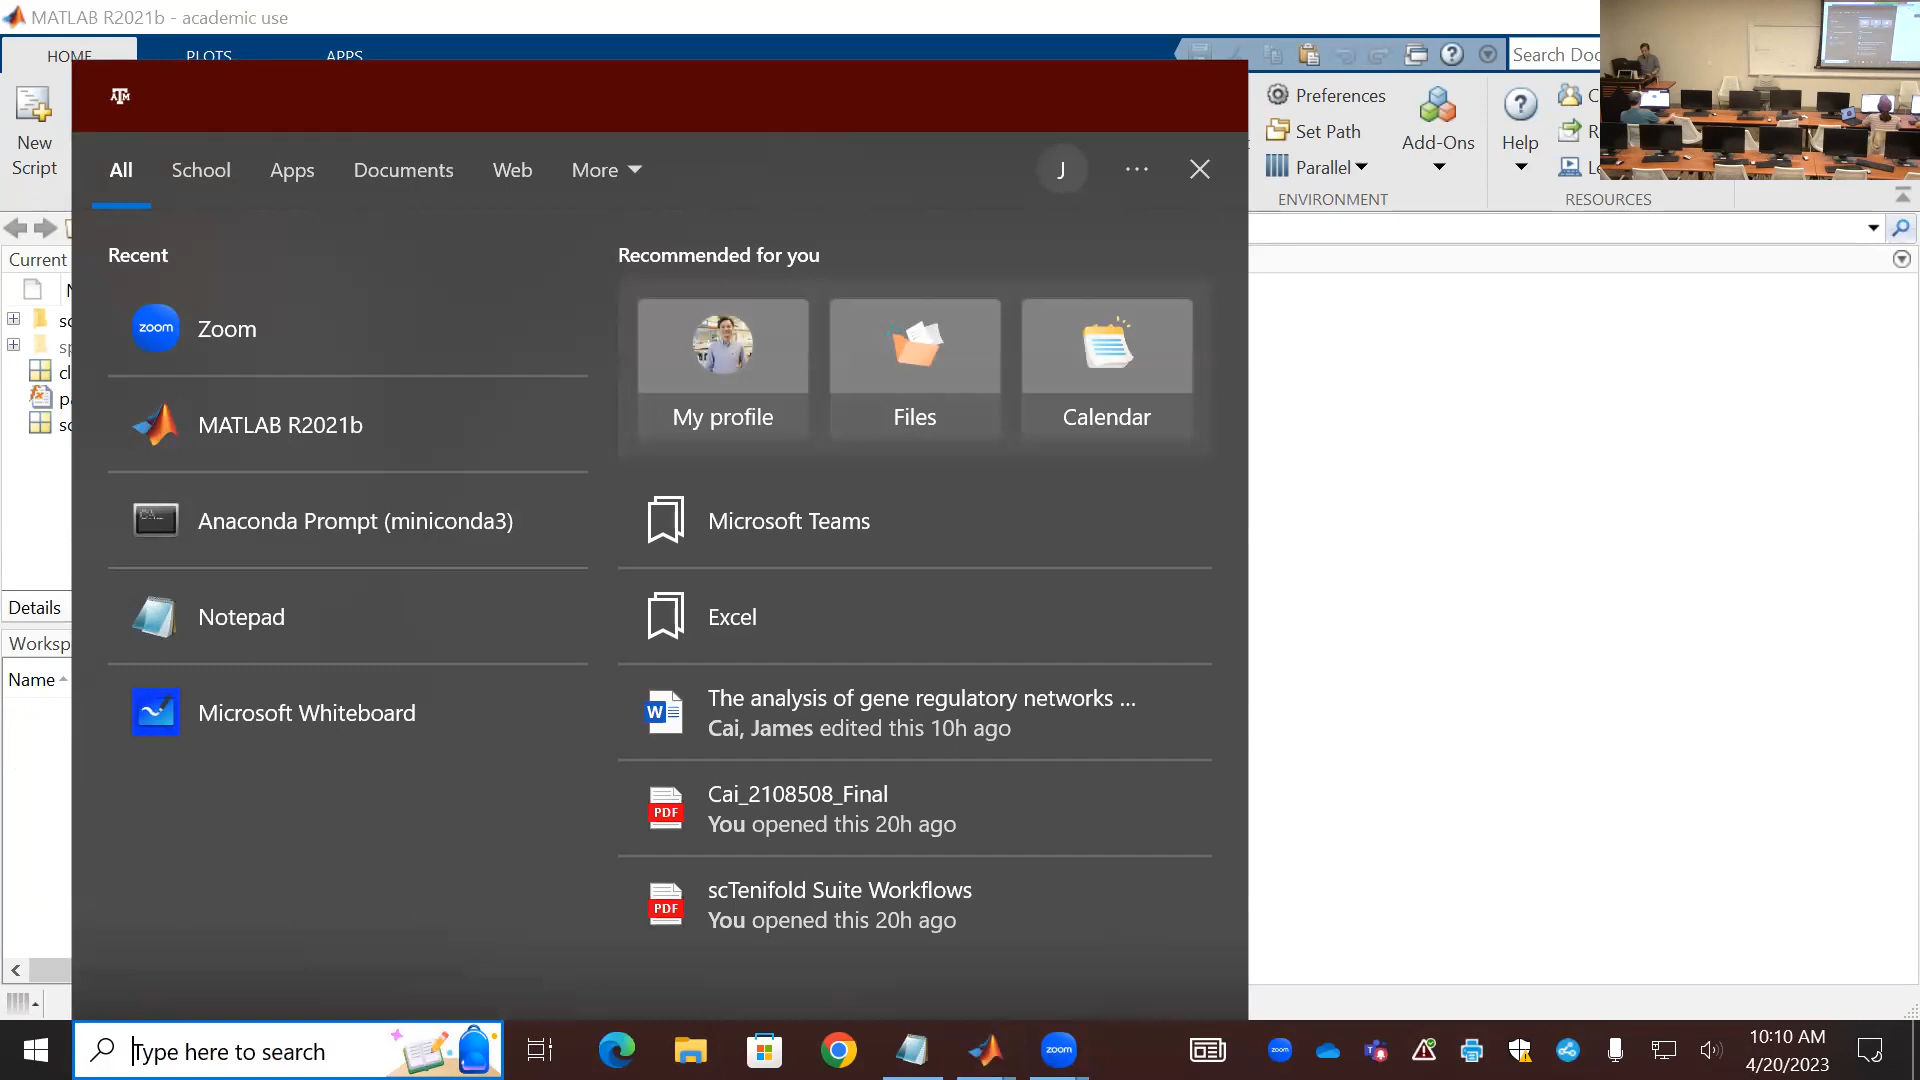 MATLAB R2021b - academic use
HOME
PLOTS
APPS
Search Doc
New
Script
Preferences
Set Path
Parallel
Add-Ons
Help
ENVIRONMENT
RESOURCES
All
School
Apps
Documents
Web
More
J
Current
Recent
Zoom
MATLAB R2021b
Anaconda Prompt (miniconda3)
Notepad
Microsoft Whiteboard
Recommended for you
My profile
Files
Calendar
Microsoft Teams
Excel
The analysis of gene regulatory networks ...
Cai, James edited this 10h ago
Cai_2108508_Final
You opened this 20h ago
scTenifold Suite Workflows
You opened this 20h ago
Details
Worksp
Name
Type here to search
10:10 AM
4/20/2023